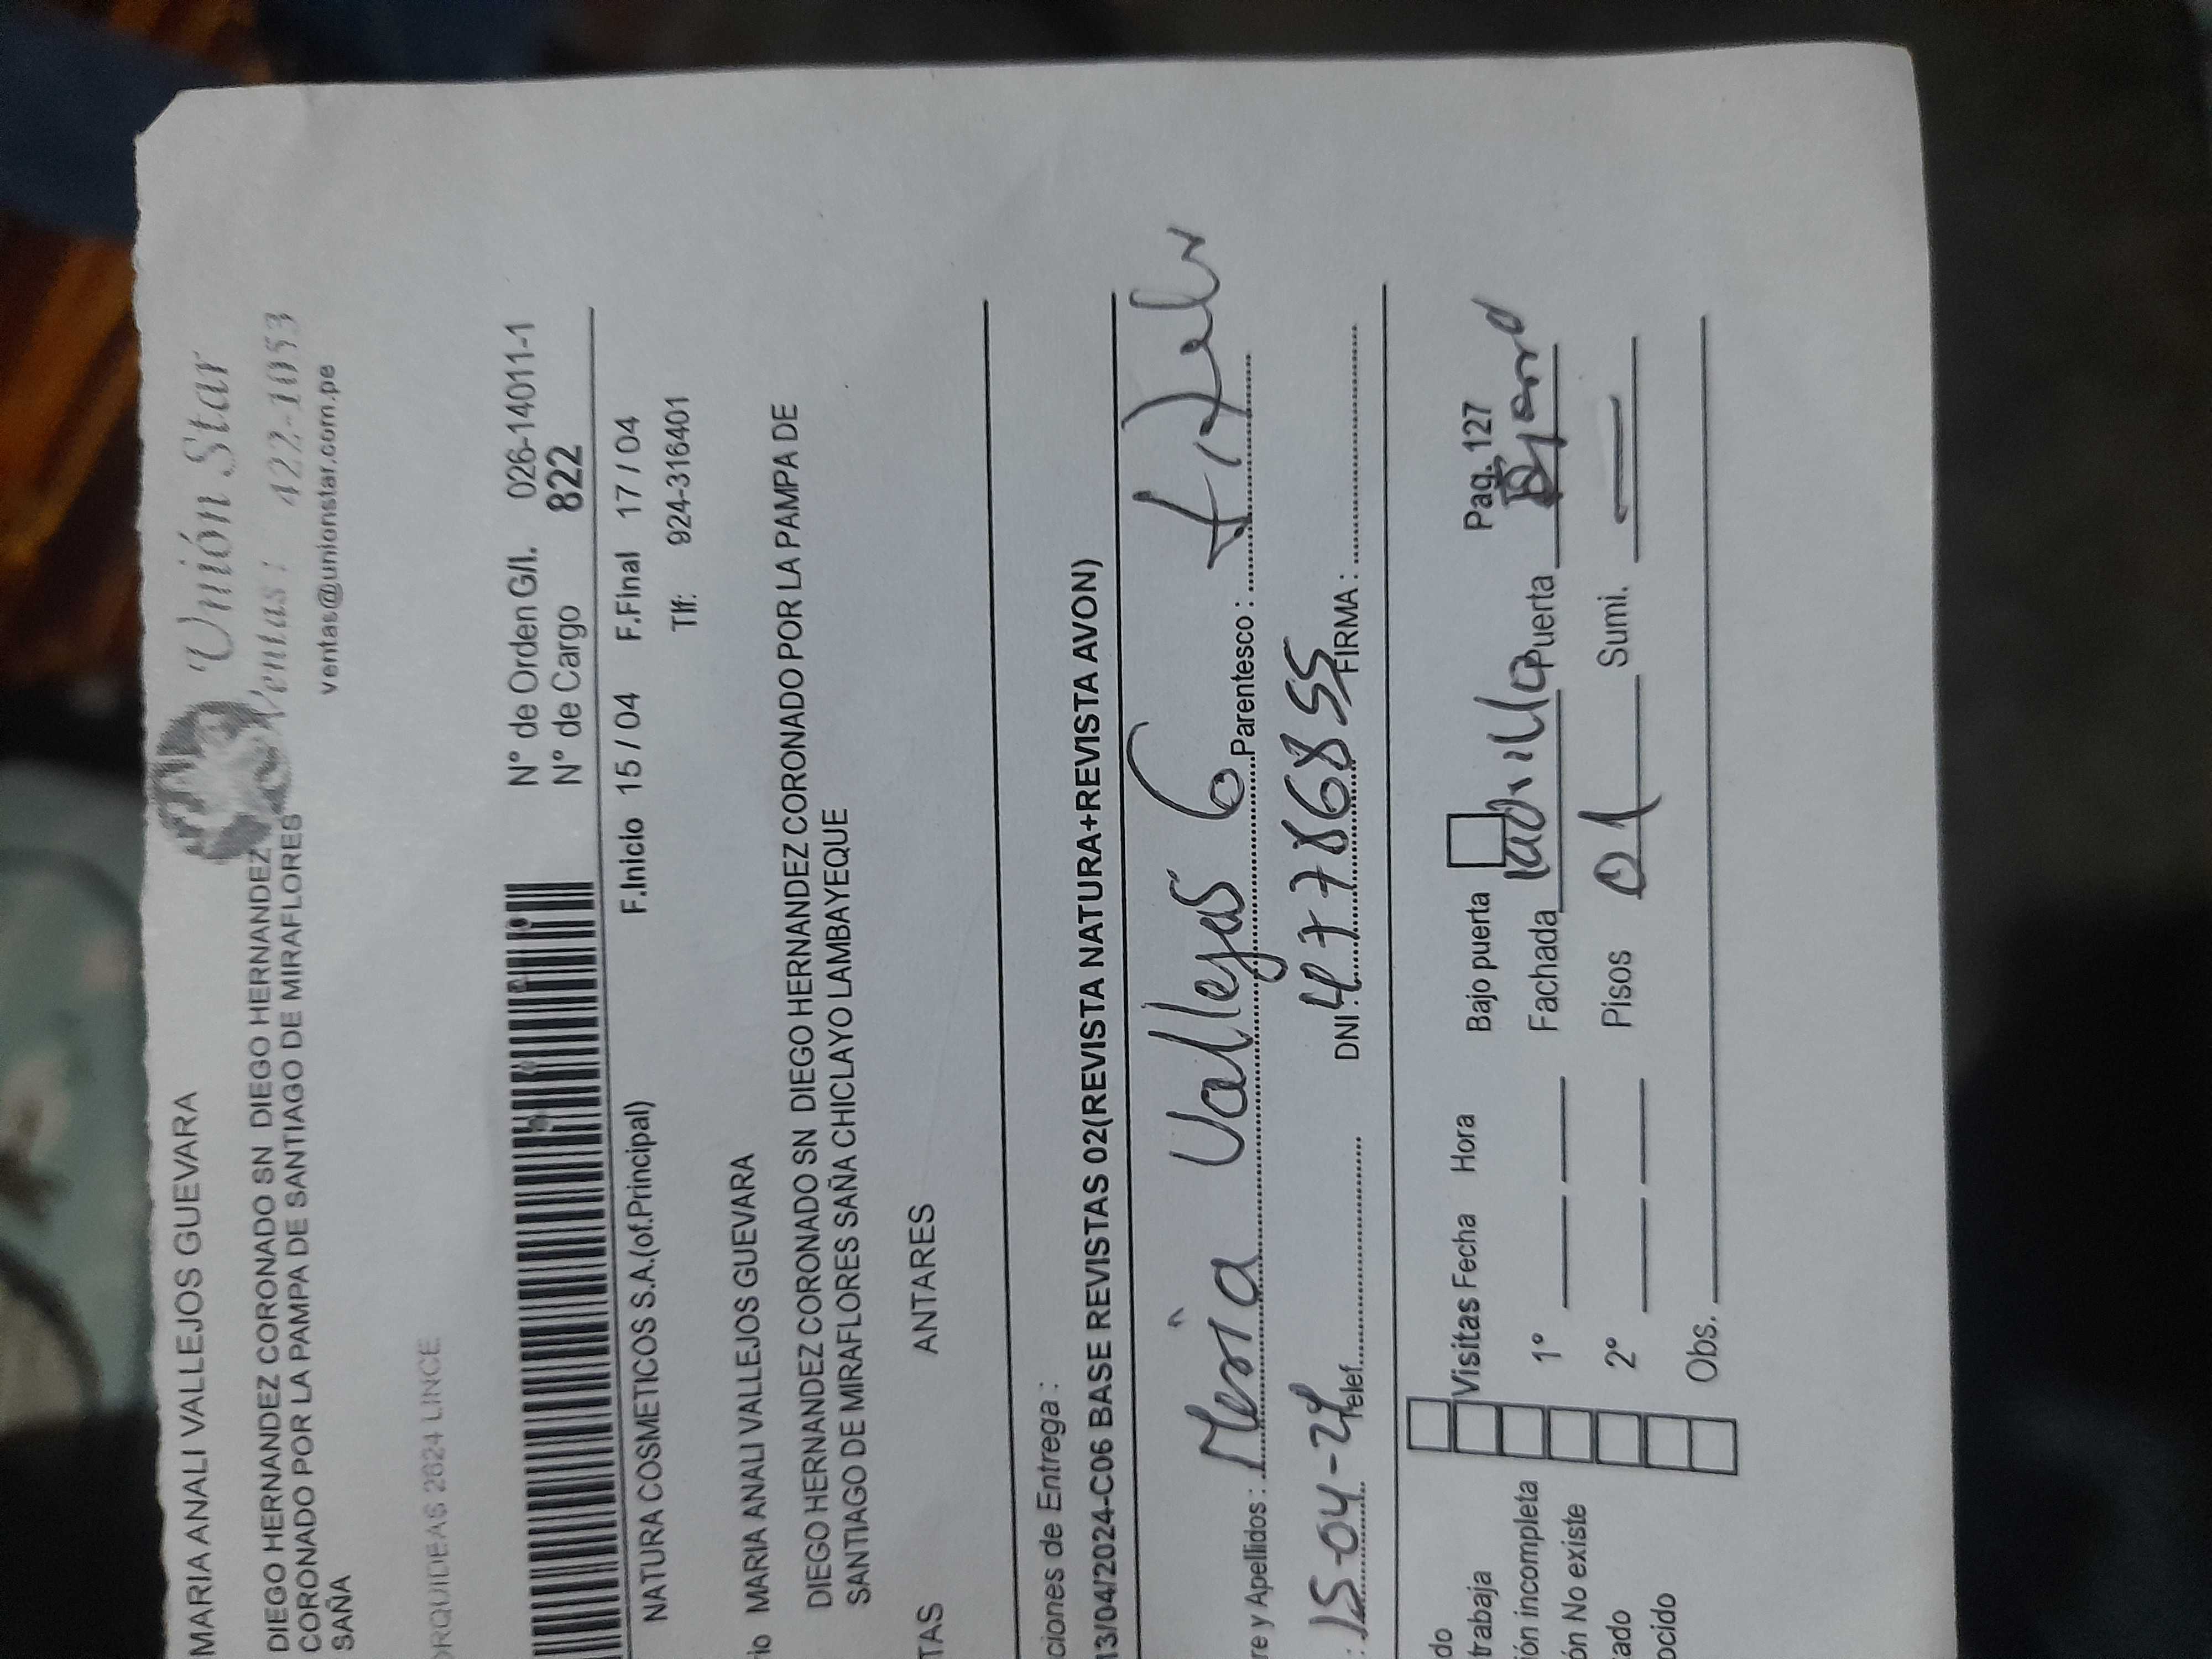 MARIA ANALI VALLEJOS GUEVARA
DIEGO HERNANDEZ CORONADO SN DIEGO HERNANDEZ
CORONADO POR LA PAMPA DE SANTIAGO DE MIRAFLORES
SAÑA
Unión Star
Ventas: 422-1053
ventas@unionstar.com.pe
ORQUIDEAS 2624 LINCE
N° de Orden G/I. 026-14011-1
N° de Cargo 822
NATURA COSMETICOS S.A.(of.Principal)
F.Inicio 15 / 04 F.Final 17 / 04
Tlf: 924-316401
io MARIA ANALI VALLEJOS GUEVARA
DIEGO HERNANDEZ CORONADO SN DIEGO HERNANDEZ CORONADO POR LA PAMPA DE
SANTIAGO DE MIRAFLORES SAÑA CHICLAYO LAMBAYEQUE
TAS ANTARES
ciones de Entrega :
13/04/2024-C06 BASE REVISTAS 02(REVISTA NATURA+REVISTA AVON)
re y Apellidos : Maria Vallejos G Parentesco :
: 15-04-24 Telef. DNI: 47786855 FIRMA :
do
trabaja Visitas Fecha Hora Bajo puerta Pag. 127
ión incompleta 1° Fachada Ladrillo Puerta
ón No existe
ado 2° Pisos 01 Sumi.
ocido Obs.